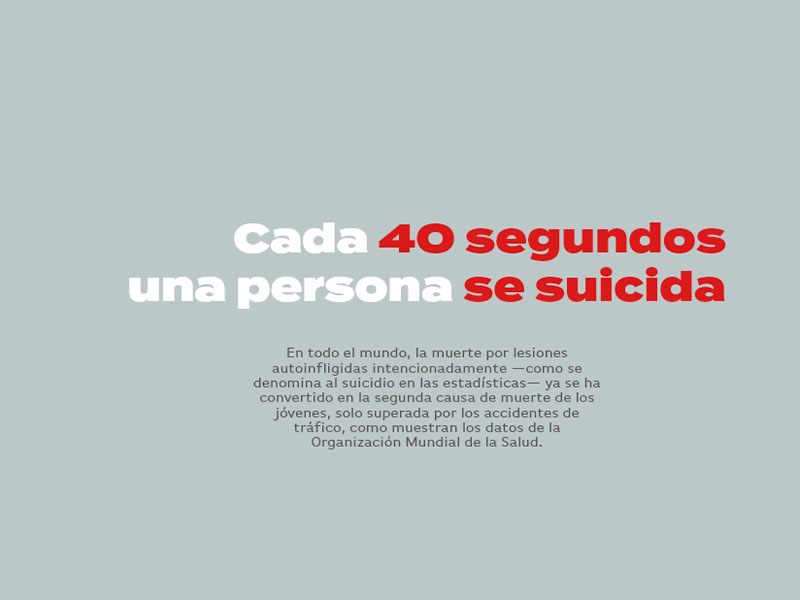 Cada 40 segundos
una persona se suicida
En todo el mundo, la muerte por lesiones
autoinfligidas intencionadamente —como se
denomina al suicidio en las estadísticas— ya se ha
convertido en la segunda causa de muerte de los
jóvenes, solo superada por los accidentes de
tráfico, como muestran los datos de la
Organización Mundial de la Salud.